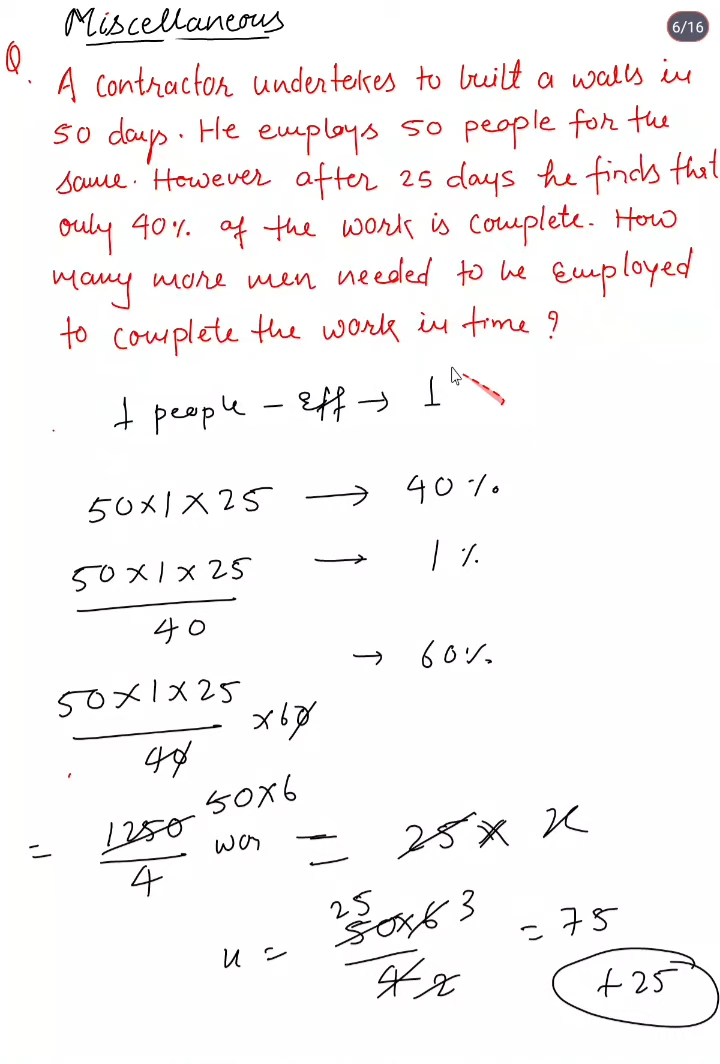 Miscellaneous
6/16
Q. A contractor undertakes to built a walls in
50 days. He employs 50 people for the
same. However after 25 days he finds that
only 40% of the work is complete. How
many more men needed to be Employed
to complete the work in time?
1 people - Eff → 1
50×1×25 → 40%
50×1×25 → 1%
40
→ 60%
50×1×25 ×60
40
50×6
= 1250 wor = 25 × x
4
25
x = 50×6 3 = 75
4 2
+25